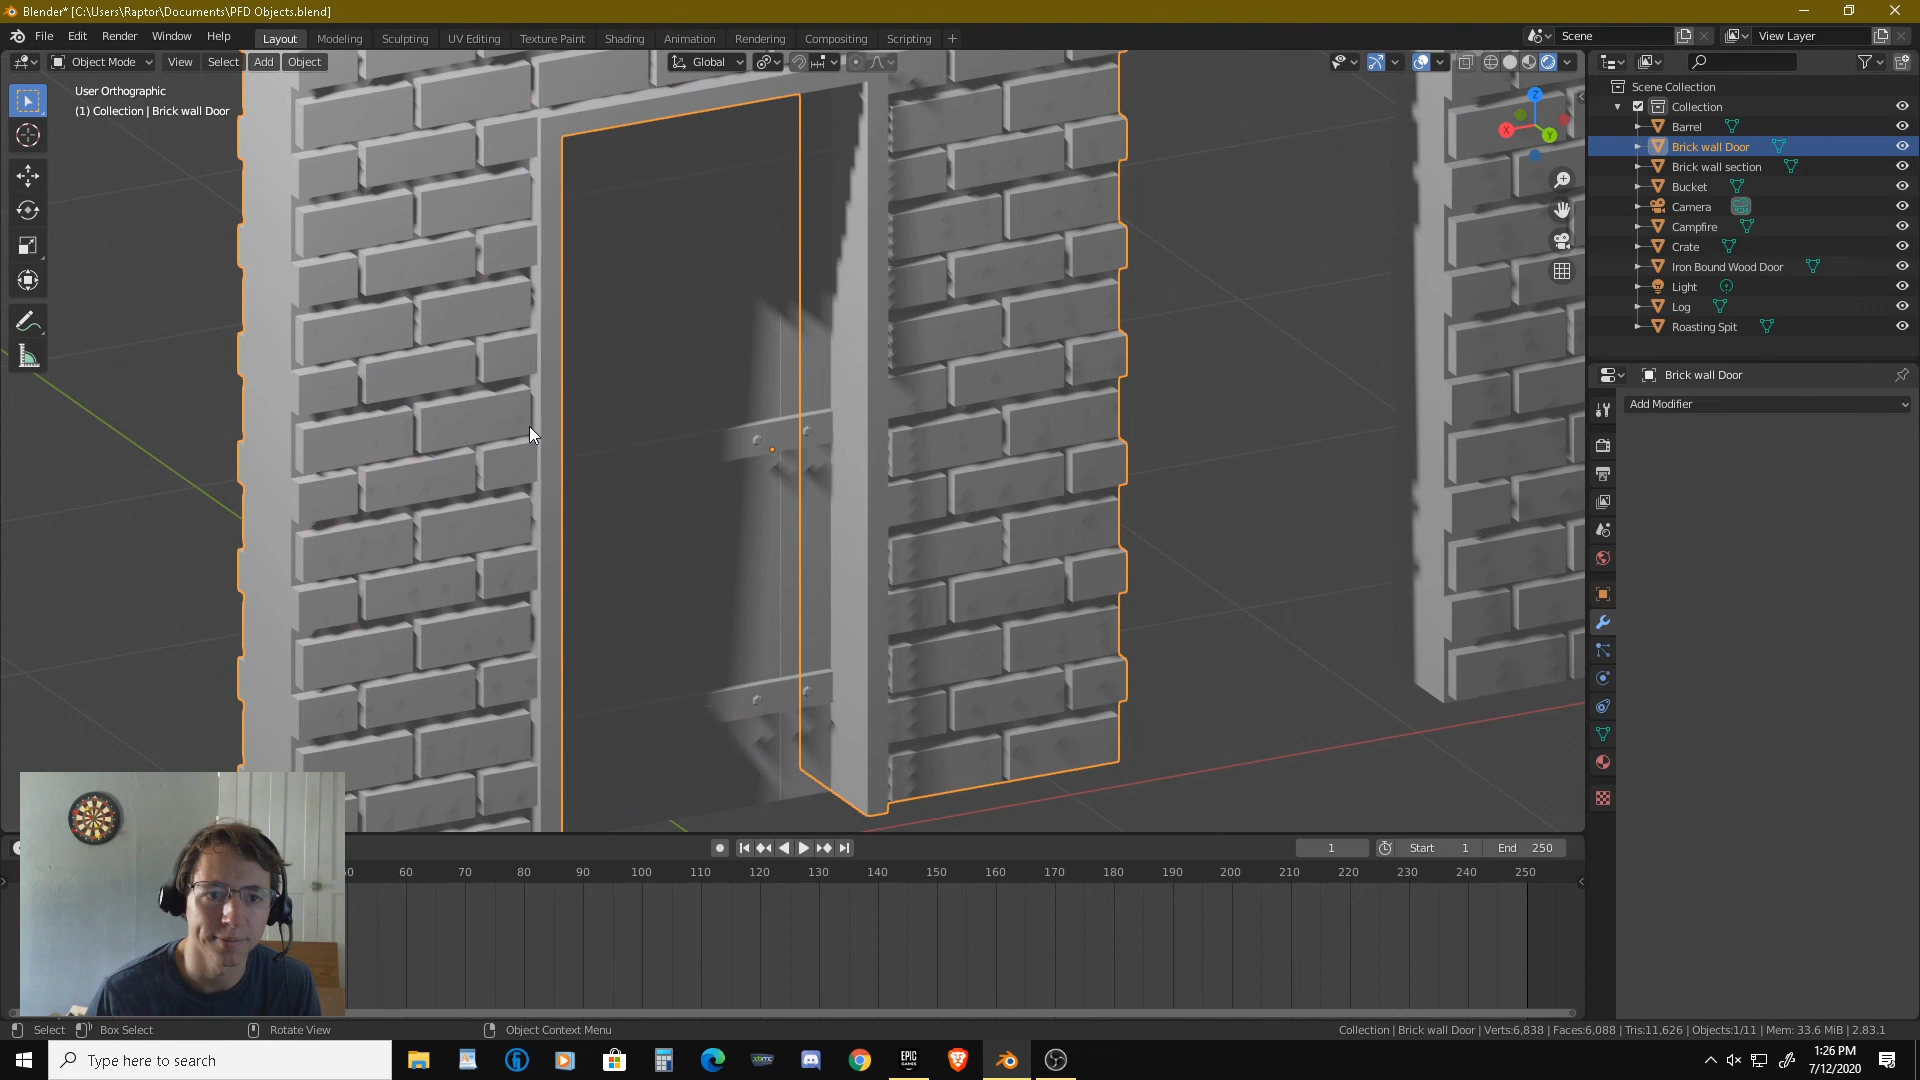 Blender* [C:\Users\Raptor\Documents\PFD Objects.blend]
File Edit Render Window Help
Layout Modeling Sculpting UV Editing Texture Paint Shading Animation Rendering Compositing Scripting +
Scene
View Layer
Object Mode View Select Add Object
Global
User Orthographic
(1) Collection | Brick wall Door
Z
X
Y
Scene Collection
Collection
Barrel
Brick wall Door
Brick wall section
Bucket
Camera
Campfire
Crate
Iron Bound Wood Door
Light
Log
Roasting Spit
Brick wall Door
Add Modifier
1
Start 1
End 250
60 70 80 90 100 110 120 130 140 150 160 170 180 190 200 210 220 230 240 250
Select
Box Select
Rotate View
Object Context Menu
Collection | Brick wall Door | Verts:6,838 | Faces:6,088 | Tris:11,626 | Objects:1/11 | Mem: 33.6 MiB | 2.83.1
Type here to search
EPIC
GAMES
1:26 PM
7/12/2020